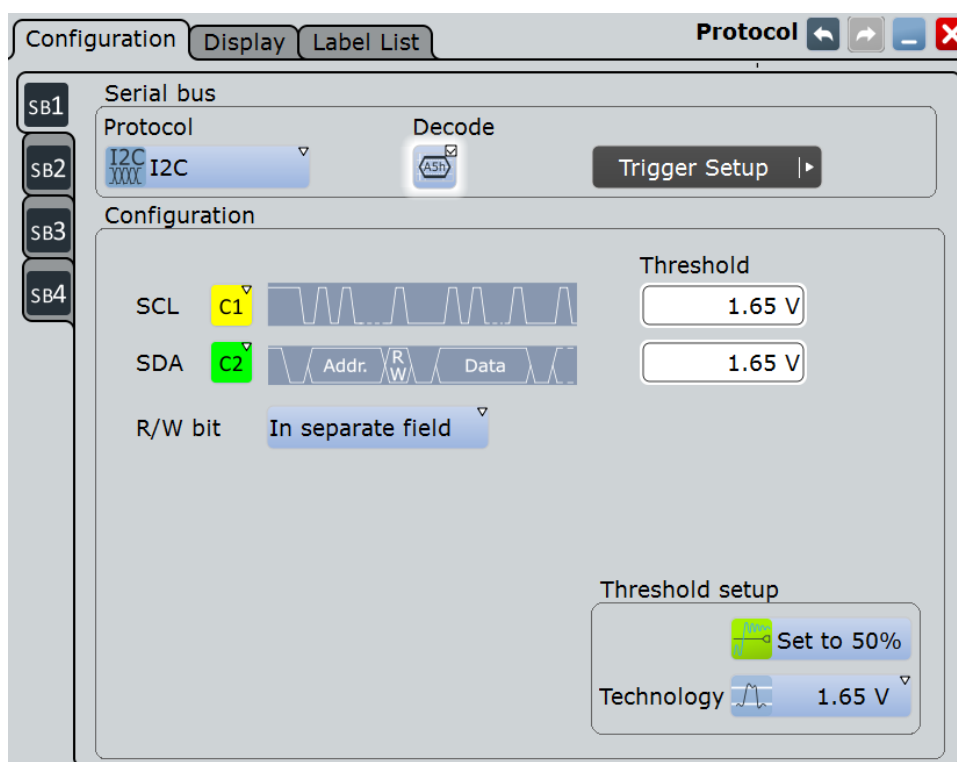 Configuration Display Label List Protocol
SB1 Serial bus
Protocol Decode
SB2 I2C I2C A5h Trigger Setup
SB3 Configuration
Threshold
SB4 SCL C1 1.65 V
SDA C2 Addr. R W Data 1.65 V
R/W bit In separate field
Threshold setup
Set to 50%
Technology 1.65 V